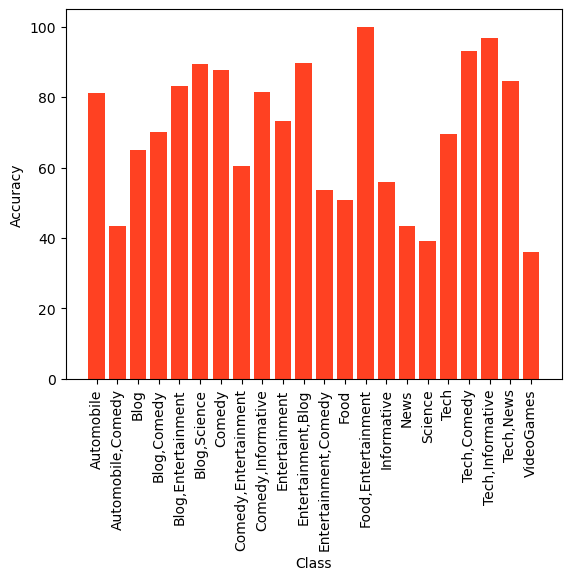 100
80
60
40
20
0
Accuracy
Automobile
Automobile,Comedy
Blog
Blog,Comedy
Blog,Entertainment
Blog,Science
Comedy
Comedy,Entertainment
Comedy,Informative
Entertainment
Entertainment,Blog
Entertainment,Comedy
Food
Food,Entertainment
Informative
News
Science
Tech
Tech,Comedy
Tech,Informative
Tech,News
VideoGames
Class